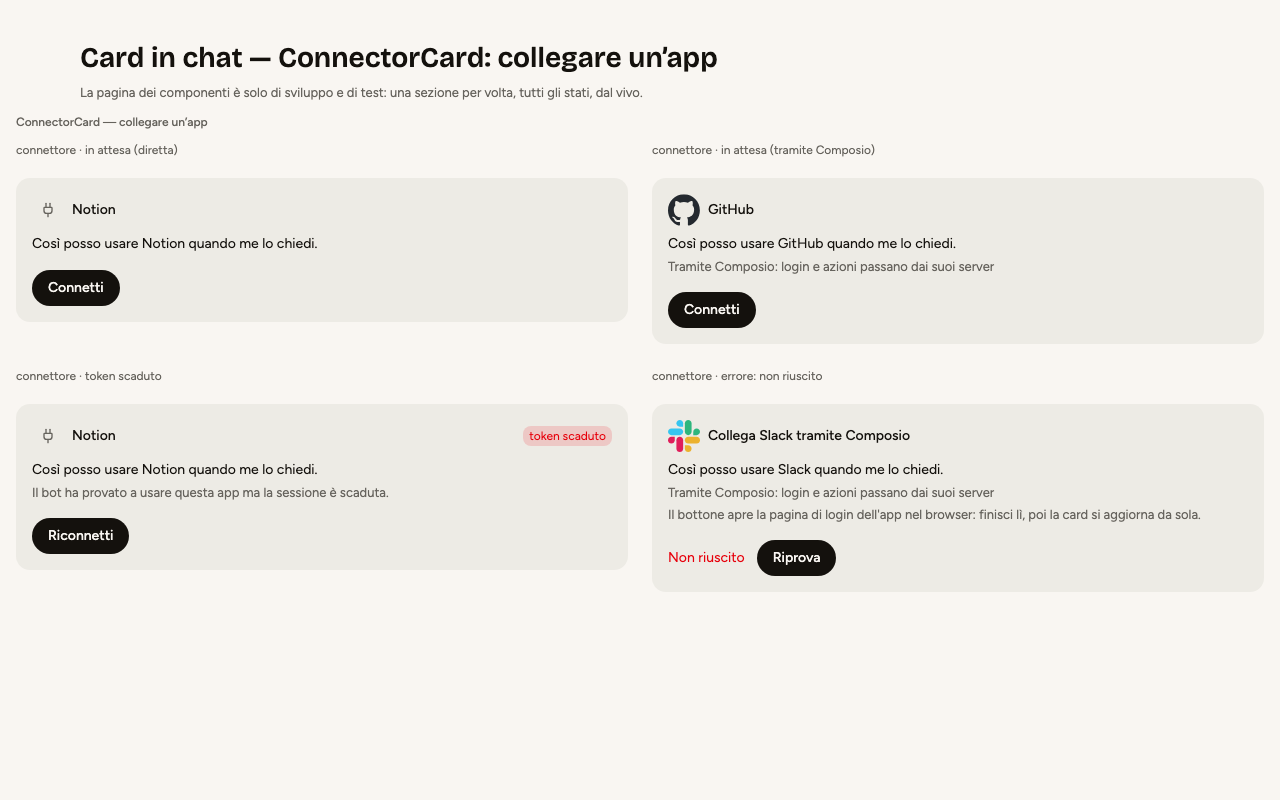 Card in chat — ConnectorCard: collegare un’app
La pagina dei componenti è solo di sviluppo e di test: una sezione per volta, tutti gli stati, dal vivo.
ConnectorCard — collegare un’app
connettore · in attesa (diretta)
Notion
Così posso usare Notion quando me lo chiedi.
Connetti
connettore · in attesa (tramite Composio)
GitHub
Così posso usare GitHub quando me lo chiedi.
Tramite Composio: login e azioni passano dai suoi server
Connetti
connettore · token scaduto
Notion
token scaduto
Così posso usare Notion quando me lo chiedi.
Il bot ha provato a usare questa app ma la sessione è scaduta.
Riconnetti
connettore · errore: non riuscito
Collega Slack tramite Composio
Così posso usare Slack quando me lo chiedi.
Tramite Composio: login e azioni passano dai suoi server
Il bottone apre la pagina di login dell'app nel browser: finisci lì, poi la card si aggiorna da sola.
Non riuscito
Riprova